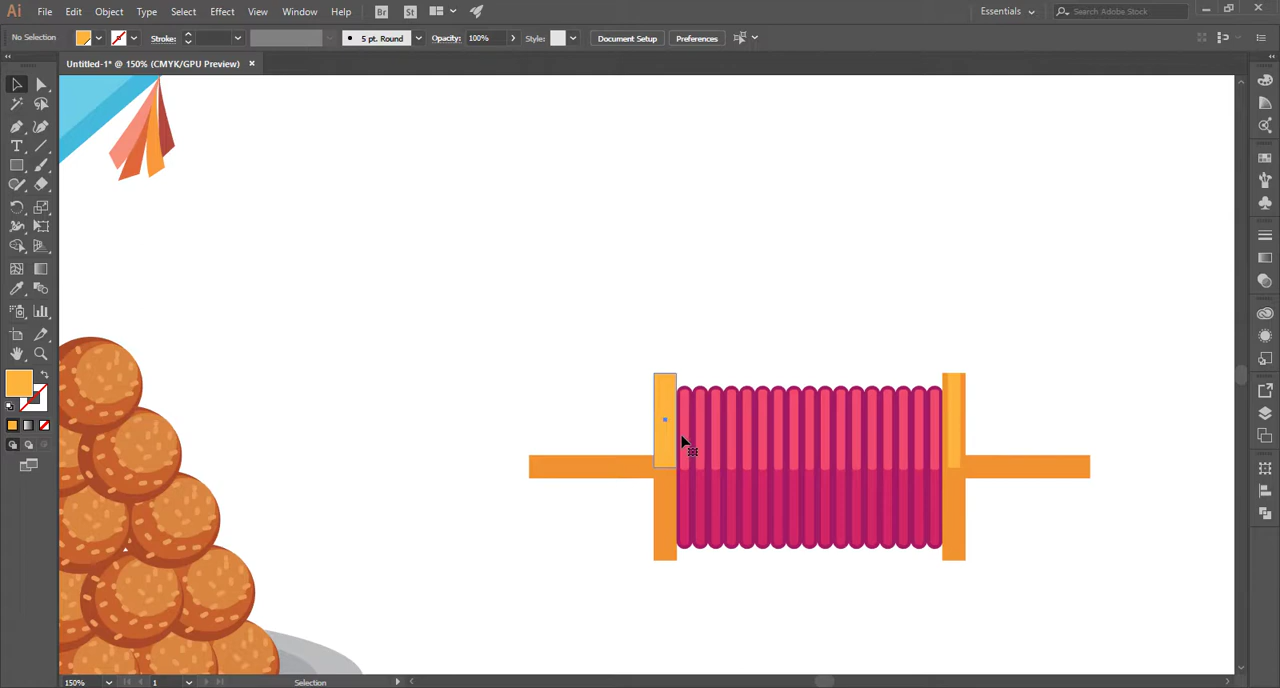 Ai File Edit Object Type Select Effect View Window Help Br St Essentials Search Adobe Stock
No Selection Stroke: 5 pt. Round Opacity: 100% Style: Document Setup Preferences
Untitled-1* @ 150% (CMYK/GPU Preview)
150% 1 Selection